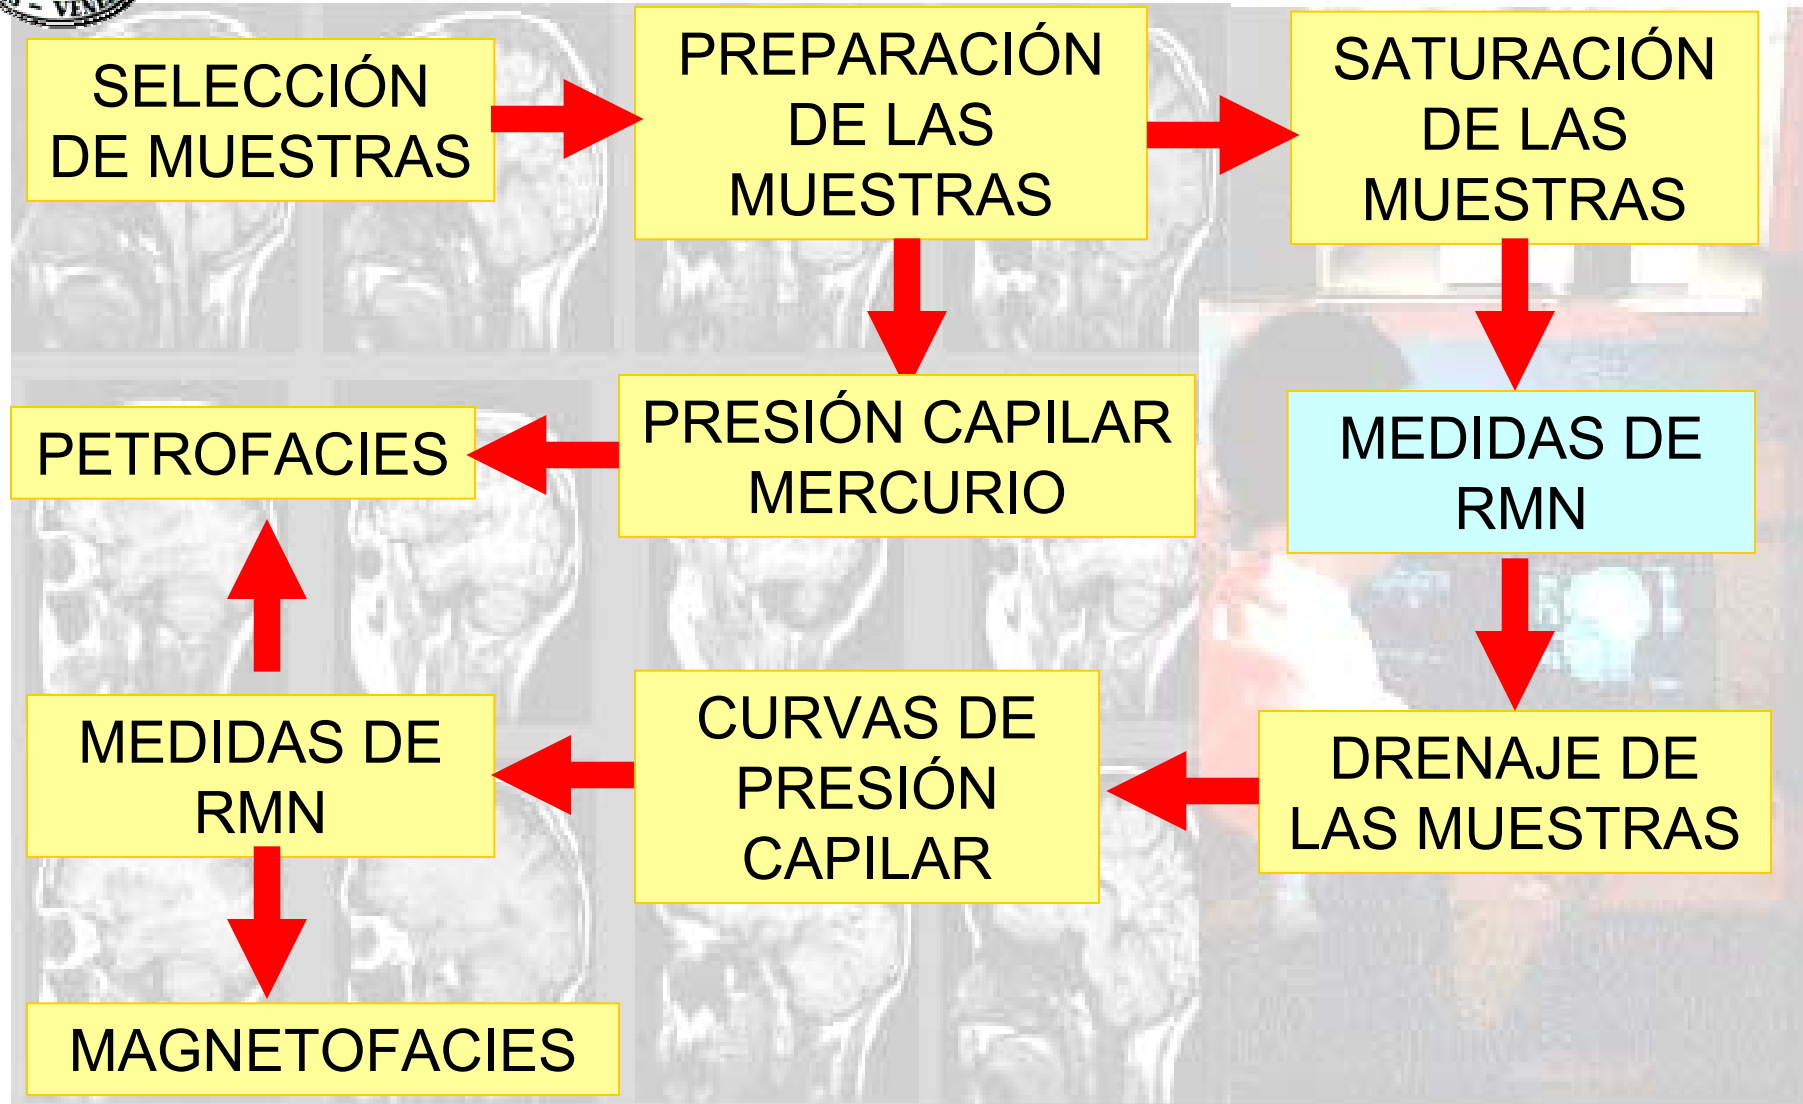 VENE
SELECCIÓN
DE MUESTRAS
PREPARACIÓN
DE LAS
MUESTRAS
SATURACIÓN
DE LAS
MUESTRAS
PETROFACIES
PRESIÓN CAPILAR
MERCURIO
MEDIDAS DE
RMN
MEDIDAS DE
RMN
CURVAS DE
PRESIÓN
CAPILAR
DRENAJE DE
LAS MUESTRAS
MAGNETOFACIES